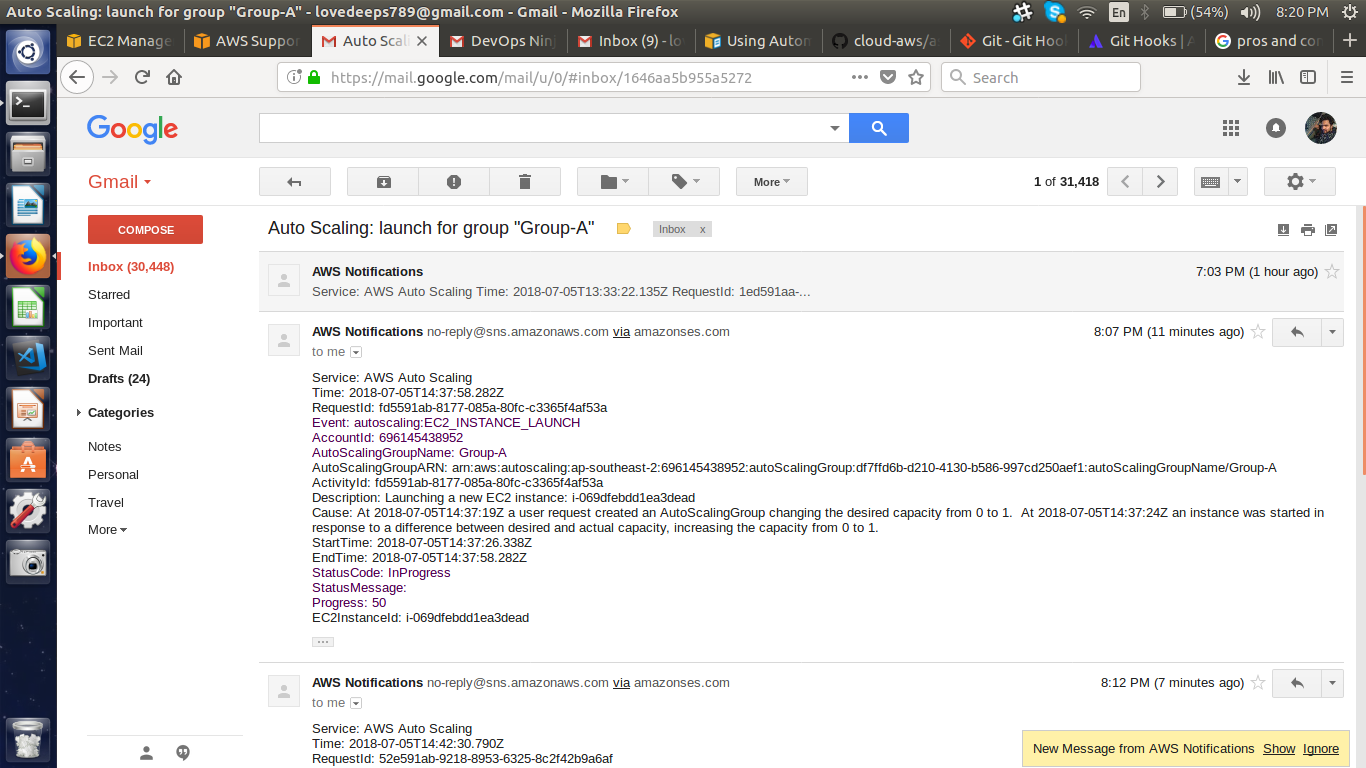 Auto Scaling: launch for group "Group-A" - lovedeeps789@gmail.com - Gmail - Mozilla Firefox
En
(54%)
8:20 PM
EC2 Manage
AWS Suppor
Auto Scali
DevOps Ninj
Inbox (9) - lo
Using Autom
cloud-aws/a
Git - Git Hoo
Git Hooks | A
pros and con
https://mail.google.com/mail/u/0/#inbox/1646aa5b955a5272
Search
Google
Gmail
More
1 of 31,418
COMPOSE
Inbox (30,448)
Starred
Important
Sent Mail
Drafts (24)
Categories
Notes
Personal
Travel
More
Auto Scaling: launch for group "Group-A"
Inbox x
AWS Notifications
7:03 PM (1 hour ago)
Service: AWS Auto Scaling Time: 2018-07-05T13:33:22.135Z RequestId: 1ed591aa-...
AWS Notifications no-reply@sns.amazonaws.com via amazonses.com
8:07 PM (11 minutes ago)
to me
Service: AWS Auto Scaling
Time: 2018-07-05T14:37:58.282Z
RequestId: fd5591ab-8177-085a-80fc-c3365f4af53a
Event: autoscaling:EC2_INSTANCE_LAUNCH
AccountId: 696145438952
AutoScalingGroupName: Group-A
AutoScalingGroupARN: arn:aws:autoscaling:ap-southeast-2:696145438952:autoScalingGroup:df7ffd6b-d210-4130-b586-997cd250aef1:autoScalingGroupName/Group-A
ActivityId: fd5591ab-8177-085a-80fc-c3365f4af53a
Description: Launching a new EC2 instance: i-069dfebdd1ea3dead
Cause: At 2018-07-05T14:37:19Z a user request created an AutoScalingGroup changing the desired capacity from 0 to 1.  At 2018-07-05T14:37:24Z an instance was started in
response to a difference between desired and actual capacity, increasing the capacity from 0 to 1.
StartTime: 2018-07-05T14:37:26.338Z
EndTime: 2018-07-05T14:37:58.282Z
StatusCode: InProgress
StatusMessage:
Progress: 50
EC2InstanceId: i-069dfebdd1ea3dead
AWS Notifications no-reply@sns.amazonaws.com via amazonses.com
8:12 PM (7 minutes ago)
to me
Service: AWS Auto Scaling
Time: 2018-07-05T14:42:30.790Z
RequestId: 52e591ab-9218-8953-6325-8c2f42b9a6af
New Message from AWS Notifications Show Ignore